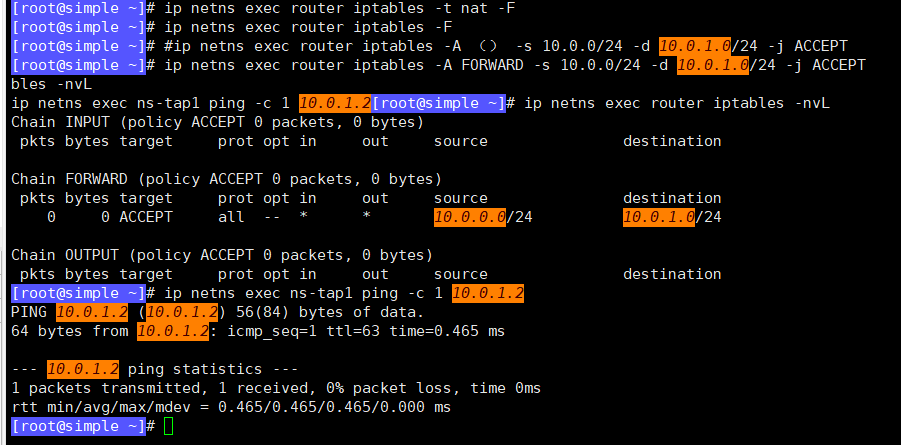 [root@simple ~]# ip netns exec router iptables -t nat -F
[root@simple ~]# ip netns exec router iptables -F
[root@simple ~]# #ip netns exec router iptables -A （） -s 10.0.0/24 -d 10.0.1.0/24 -j ACCEPT
[root@simple ~]# ip netns exec router iptables -A FORWARD -s 10.0.0/24 -d 10.0.1.0/24 -j ACCEPT
bles -nvL
ip netns exec ns-tap1 ping -c 1 10.0.1.2[root@simple ~]# ip netns exec router iptables -nvL
Chain INPUT (policy ACCEPT 0 packets, 0 bytes)
 pkts bytes target     prot opt in     out     source               destination

Chain FORWARD (policy ACCEPT 0 packets, 0 bytes)
 pkts bytes target     prot opt in     out     source               destination
    0     0 ACCEPT     all  --  *      *       10.0.0.0/24          10.0.1.0/24

Chain OUTPUT (policy ACCEPT 0 packets, 0 bytes)
 pkts bytes target     prot opt in     out     source               destination
[root@simple ~]# ip netns exec ns-tap1 ping -c 1 10.0.1.2
PING 10.0.1.2 (10.0.1.2) 56(84) bytes of data.
64 bytes from 10.0.1.2: icmp_seq=1 ttl=63 time=0.465 ms

--- 10.0.1.2 ping statistics ---
1 packets transmitted, 1 received, 0% packet loss, time 0ms
rtt min/avg/max/mdev = 0.465/0.465/0.465/0.000 ms
[root@simple ~]#